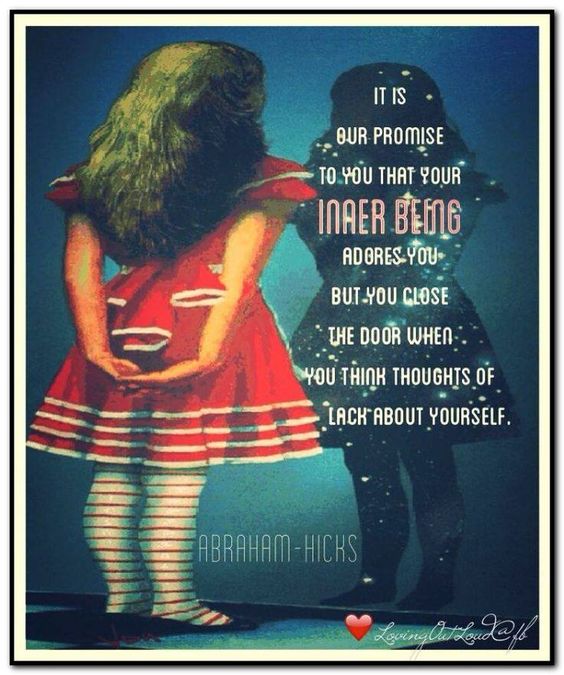 IT IS
OUR PROMISE
TO YOU THAT YOUR
INNER BEING
ADORES YOU
BUT YOU CLOSE
THE DOOR WHEN
YOU THINK THOUGHTS OF
LACK ABOUT YOURSELF.
ABRAHAM-HICKS
❤️ LovingOutLoud@fb